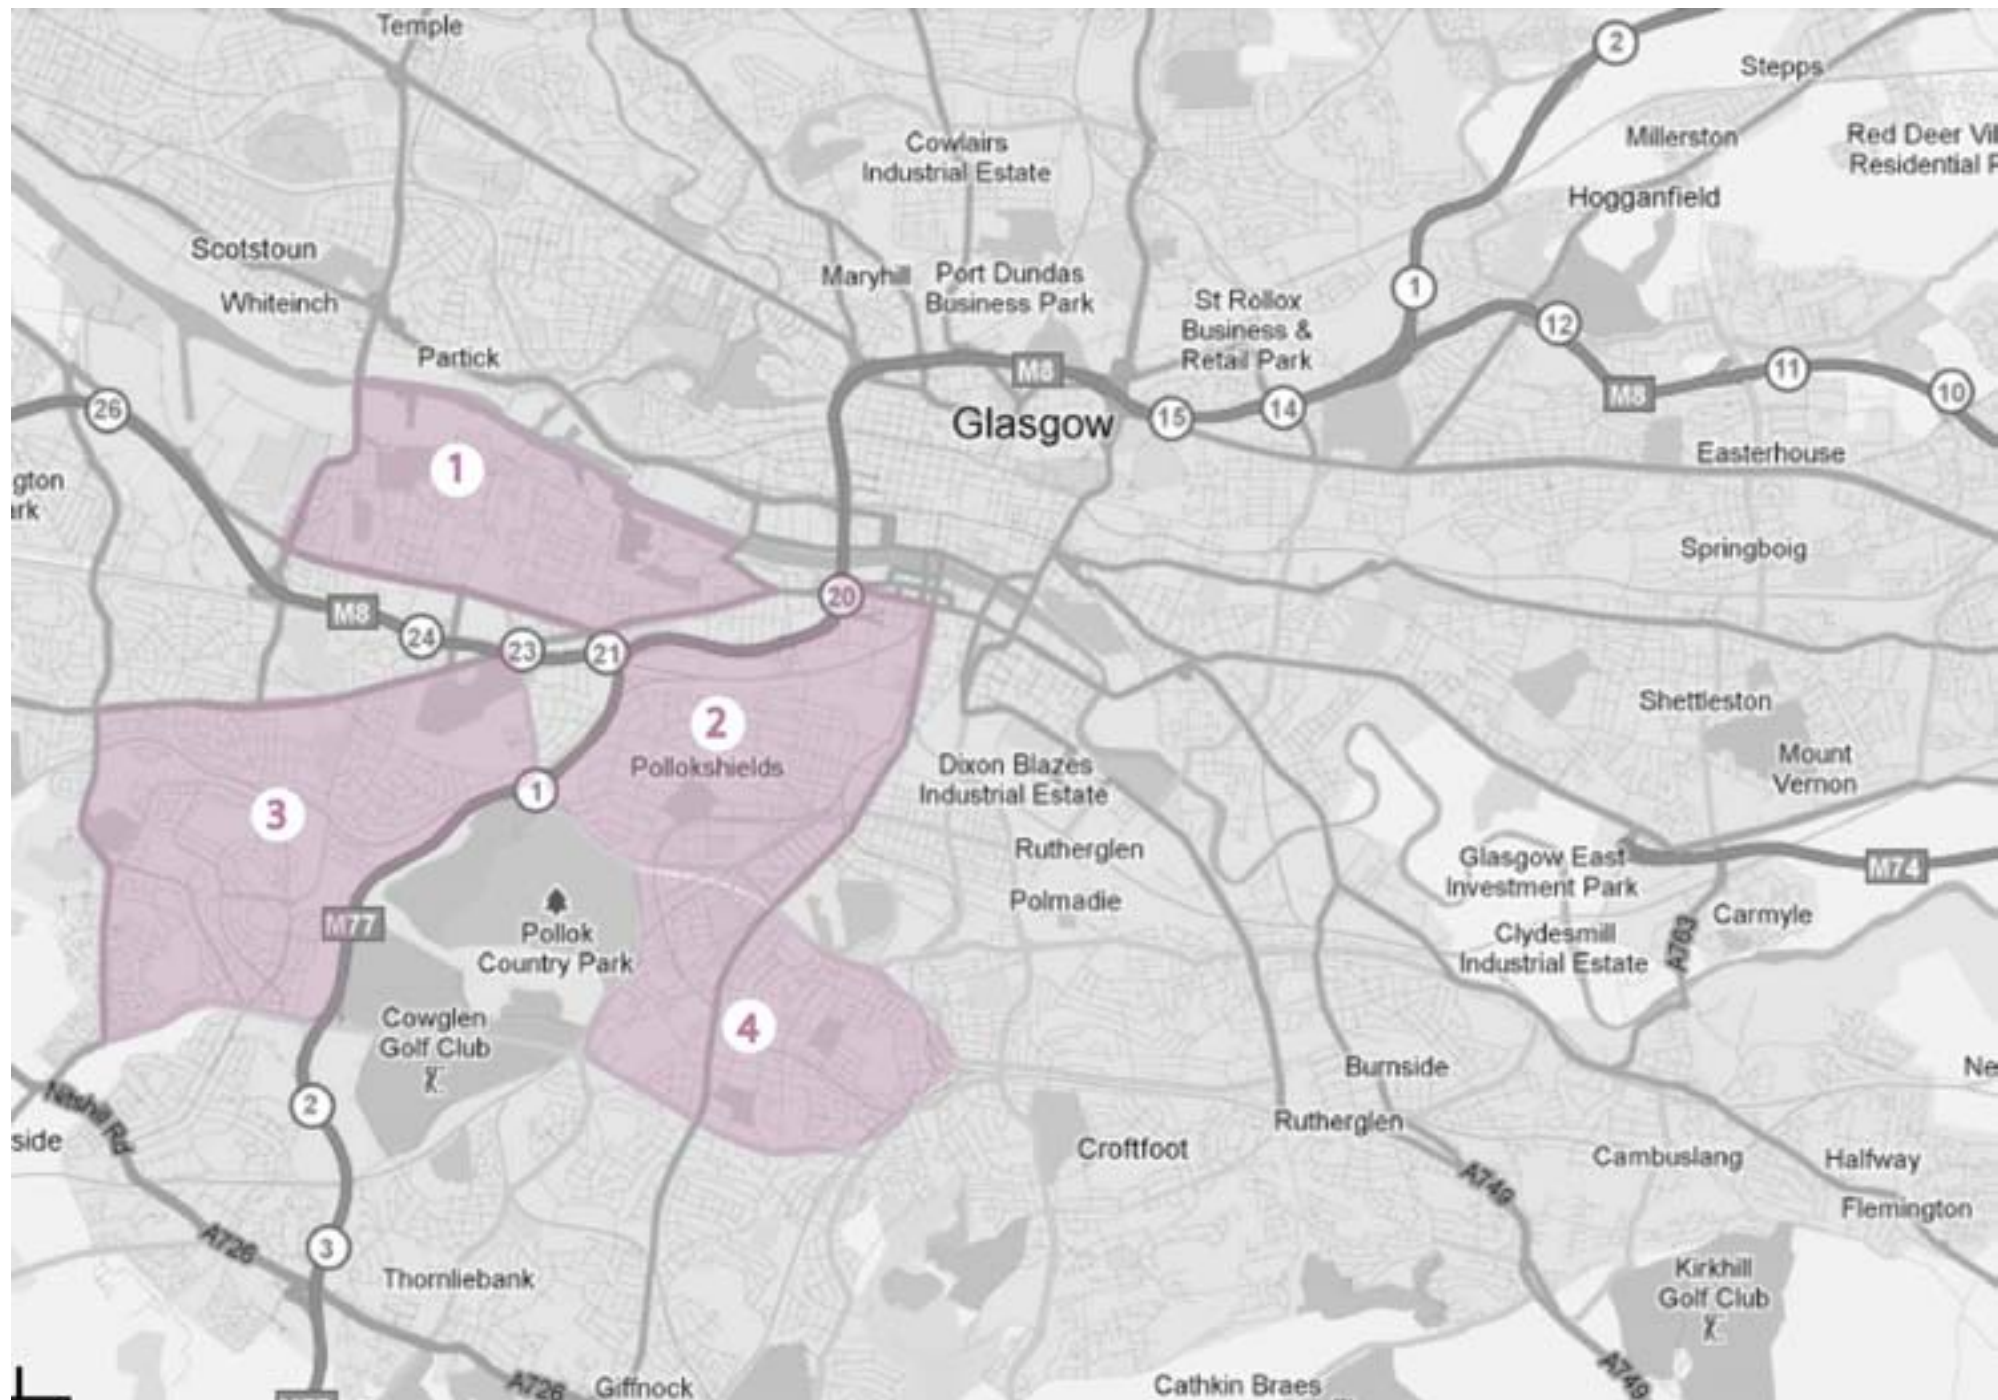 Temple
2
Stepps
Cowlairs
Industrial Estate
Millerston
Red Deer
Residential
Hogganfield
Scotstoun
Whiteinch
Maryhill
Port Dundas
Business Park
St Rollox
Business &
Retail Park
1
12
Partick
M8
M8
11
10
26
15
14
Glasgow
1
Easterhouse
gton
ark
Springboig
20
M8
24
23
21
Shettleston
2
Pollokshields
Dixon Blazes
Industrial Estate
Mount
Vernon
1
3
Rutherglen
Glasgow East
Investment Park
M74
Polmadie
M77
Pollok
Country Park
Carmyle
Clydesmill
Industrial Estate
A763
Cowglen
Golf Club
4
Burnside
Ne
2
Nitshill Rd
side
Rutherglen
Croftfoot
Cambuslang
Halfway
A749
Flemington
A726
3
Thornliebank
Kirkhill
Golf Club
A726
Giffnock
Cathkin Braes
A749